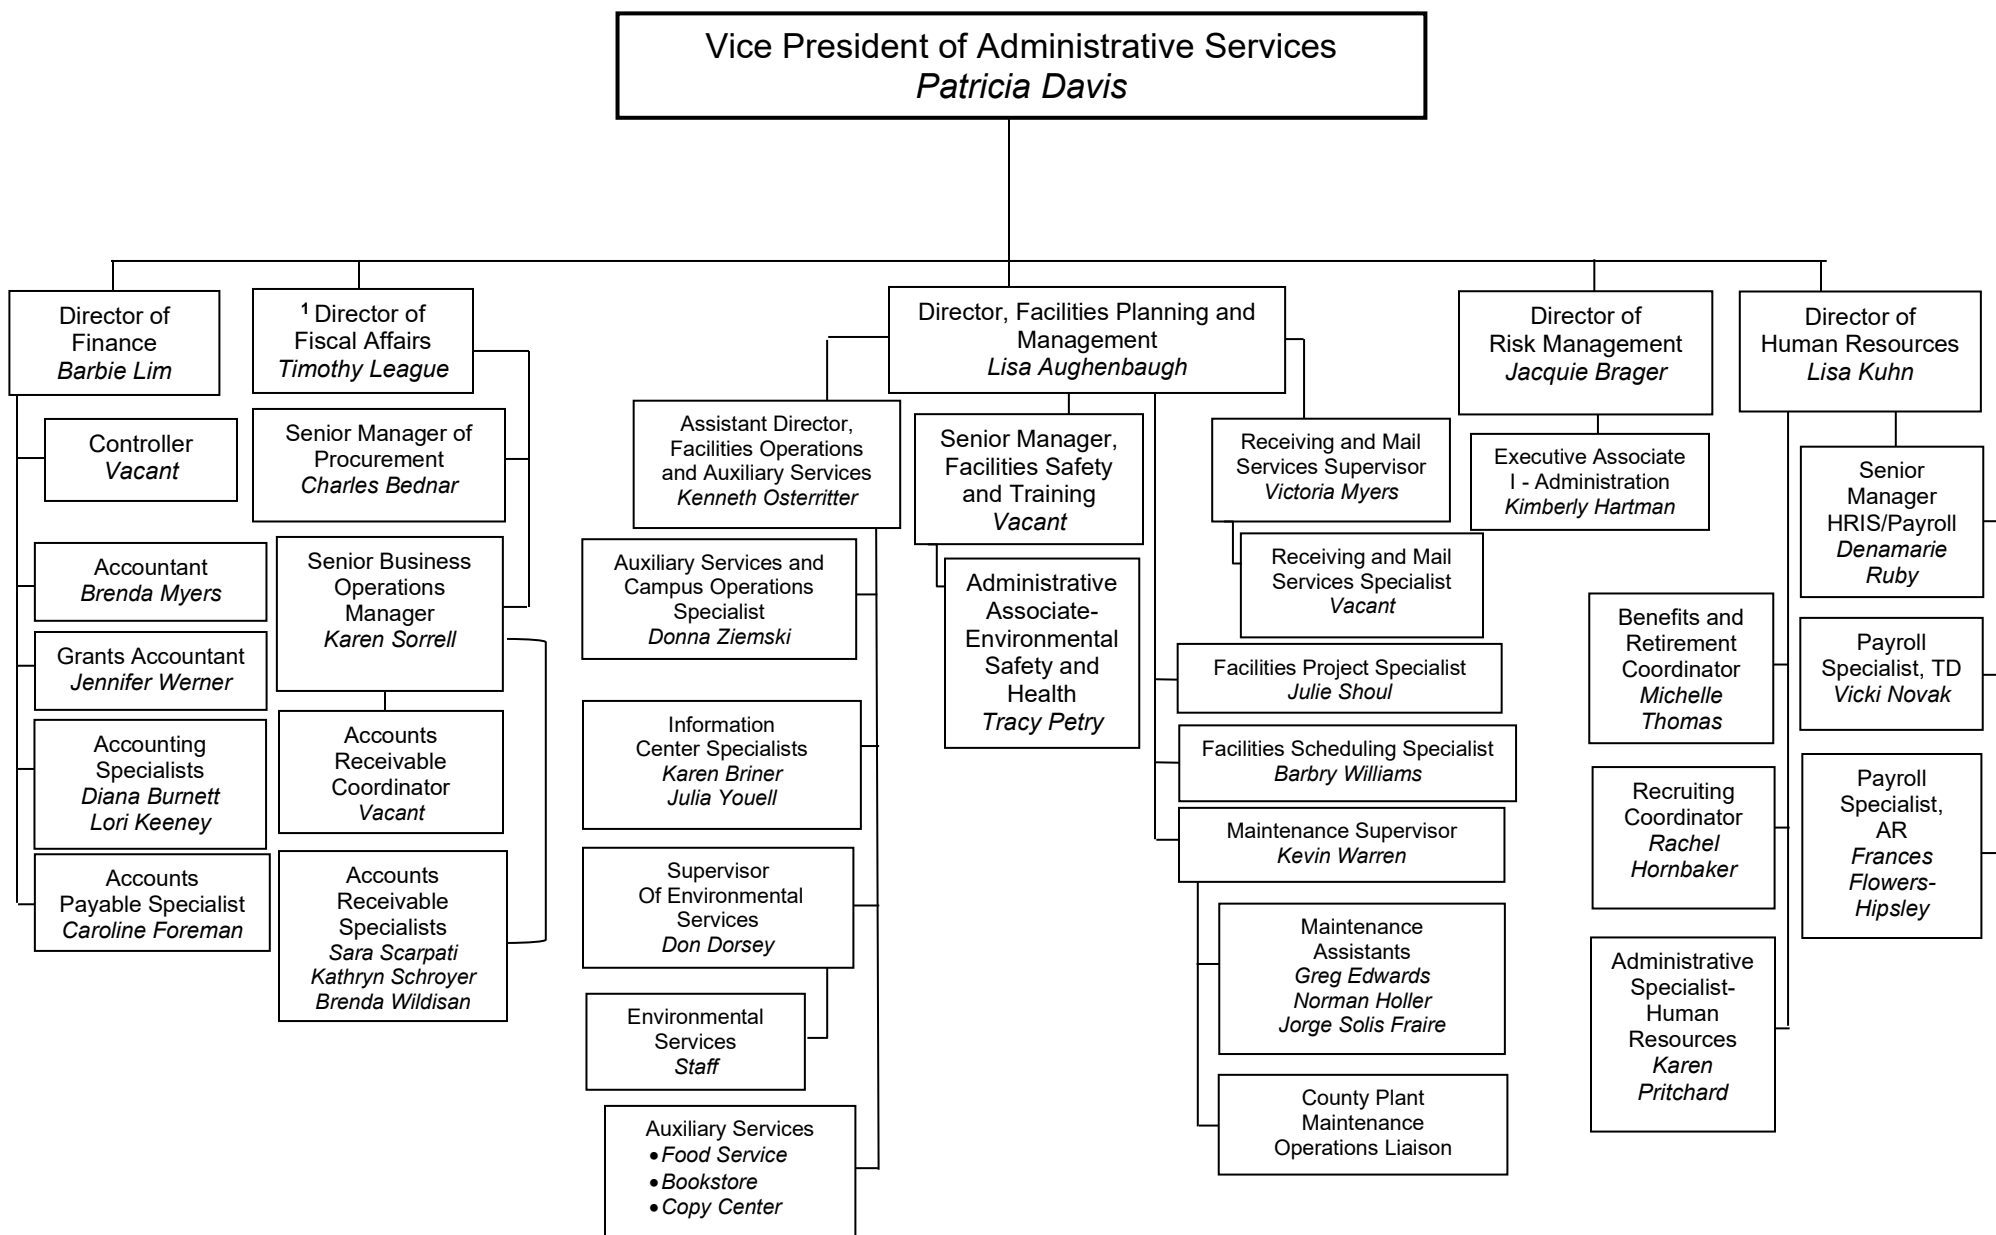 Vice President of Administrative Services
Patricia Davis
Director of
Finance
Barbie Lim
Controller
Vacant
Accountant
Brenda Myers
Grants Accountant
Jennifer Werner
Accounting
Specialists
Diana Burnett
Lori Keeney
Accounts
Payable Specialist
Caroline Foreman
1 Director of
Fiscal Affairs
Timothy League
Senior Manager of
Procurement
Charles Bednar
Senior Business
Operations
Manager
Karen Sorrell
Accounts
Receivable
Coordinator
Vacant
Accounts
Receivable
Specialists
Sara Scarpati
Kathryn Schroyer
Brenda Wildisan
Director, Facilities Planning and
Management
Lisa Aughenbaugh
Assistant Director,
Facilities Operations
and Auxiliary Services
Kenneth Osterritter
Auxiliary Services and
Campus Operations
Specialist
Donna Ziemski
Information
Center Specialists
Karen Briner
Julia Youell
Supervisor
Of Environmental
Services
Don Dorsey
Environmental
Services
Staff
Auxiliary Services
• Food Service
• Bookstore
• Copy Center
Senior Manager,
Facilities Safety
and Training
Vacant
Administrative
Associate-
Environmental
Safety and
Health
Tracy Petry
Receiving and Mail
Services Supervisor
Victoria Myers
Receiving and Mail
Services Specialist
Vacant
Facilities Project Specialist
Julie Shoul
Facilities Scheduling Specialist
Barbry Williams
Maintenance Supervisor
Kevin Warren
Maintenance
Assistants
Greg Edwards
Norman Holler
Jorge Solis Fraire
County Plant
Maintenance
Operations Liaison
Director of
Risk Management
Jacquie Brager
Executive Associate
I - Administration
Kimberly Hartman
Director of
Human Resources
Lisa Kuhn
Benefits and
Retirement
Coordinator
Michelle
Thomas
Recruiting
Coordinator
Rachel
Hornbaker
Administrative
Specialist-
Human
Resources
Karen
Pritchard
Senior
Manager
HRIS/Payroll
Denamarie
Ruby
Payroll
Specialist, TD
Vicki Novak
Payroll
Specialist,
AR
Frances
Flowers-
Hipsley